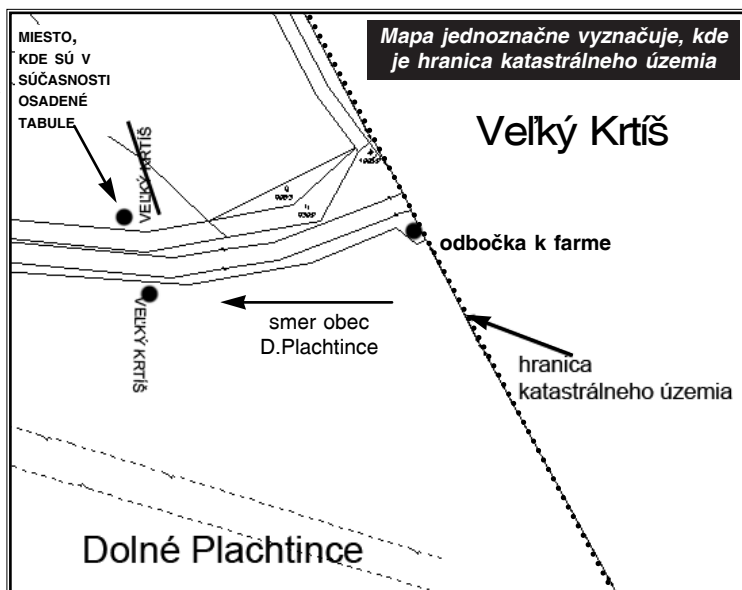 MIESTO,
KDE SÚ V
SÚČASNOSTI
OSADENÉ
TABULE
Mapa jednoznačne vyznačuje, kde
je hranica katastrálneho územia
Veľký Krtíš
VEĽKÝ KRTÍŠ
odbočka k farme
VEĽKÝ KRTÍŠ
smer obec
D.Plachtince
hranica
katastrálneho územia
Dolné Plachtince